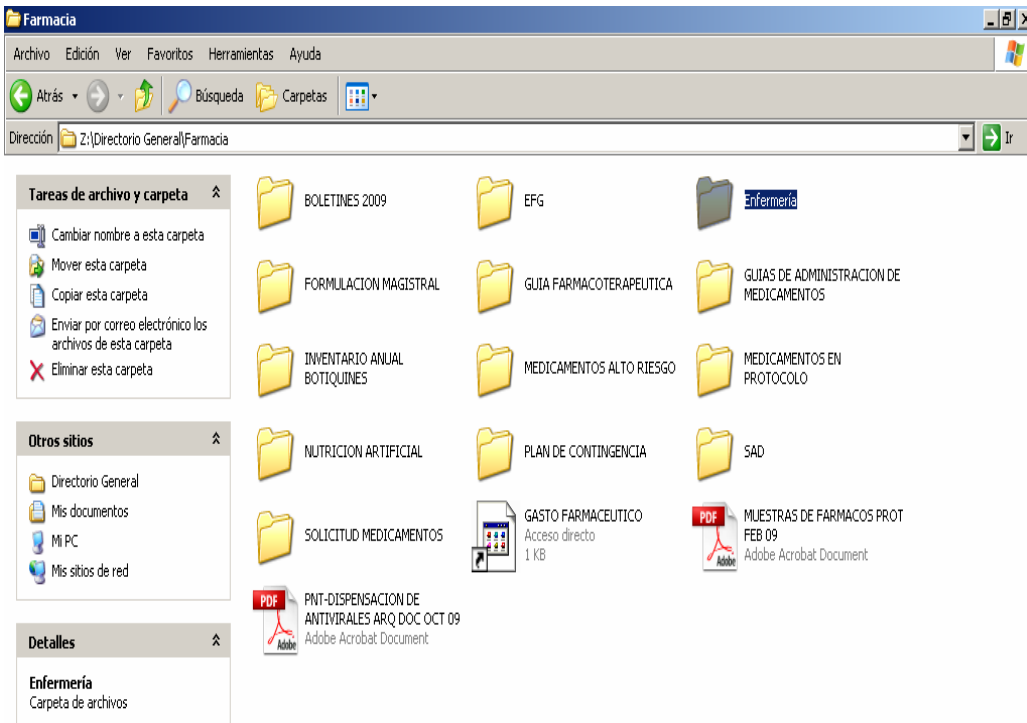 Farmacia
Archivo Edición Ver Favoritos Herramientas Ayuda
Atrás Búsqueda Carpetas
Dirección Z:\Directorio General\Farmacia Ir
Tareas de archivo y carpeta
Cambiar nombre a esta carpeta
Mover esta carpeta
Copiar esta carpeta
Enviar por correo electrónico los
archivos de esta carpeta
Eliminar esta carpeta
Otros sitios
Directorio General
Mis documentos
Mi PC
Mis sitios de red
Detalles
Enfermería
Carpeta de archivos
BOLETINES 2009
EFG
Enfermería
FORMULACION MAGISTRAL
GUIA FARMACOTERAPEUTICA
GUIAS DE ADMINISTRACION DE
MEDICAMENTOS
INVENTARIO ANUAL
BOTIQUINES
MEDICAMENTOS ALTO RIESGO
MEDICAMENTOS EN
PROTOCOLO
NUTRICION ARTIFICIAL
PLAN DE CONTINGENCIA
SAD
SOLICITUD MEDICAMENTOS
GASTO FARMACEUTICO
Acceso directo
1 KB
PDF
Adobe
MUESTRAS DE FARMACOS PROT
FEB 09
Adobe Acrobat Document
PDF
Adobe
PNT-DISPENSACION DE
ANTIVIRALES ARQ DOC OCT 09
Adobe Acrobat Document